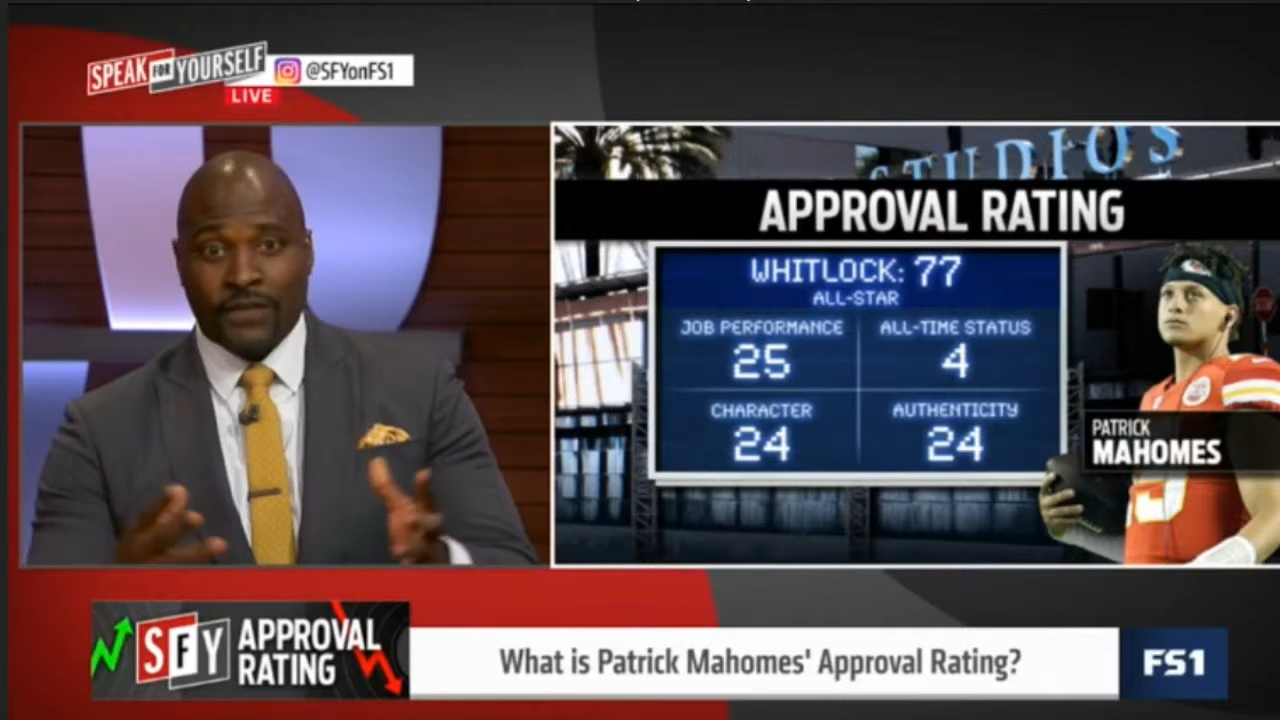 SPEAK FOR YOURSELF
@SFYonFS1
LIVE
STUDIOS
APPROVAL RATING
WHITLOCK: 77
ALL-STAR
JOB PERFORMANCE
25
ALL-TIME STATUS
4
CHARACTER
24
AUTHENTICITY
24
PATRICK
MAHOMES
SFY
APPROVAL
RATING
What is Patrick Mahomes' Approval Rating?
FS1